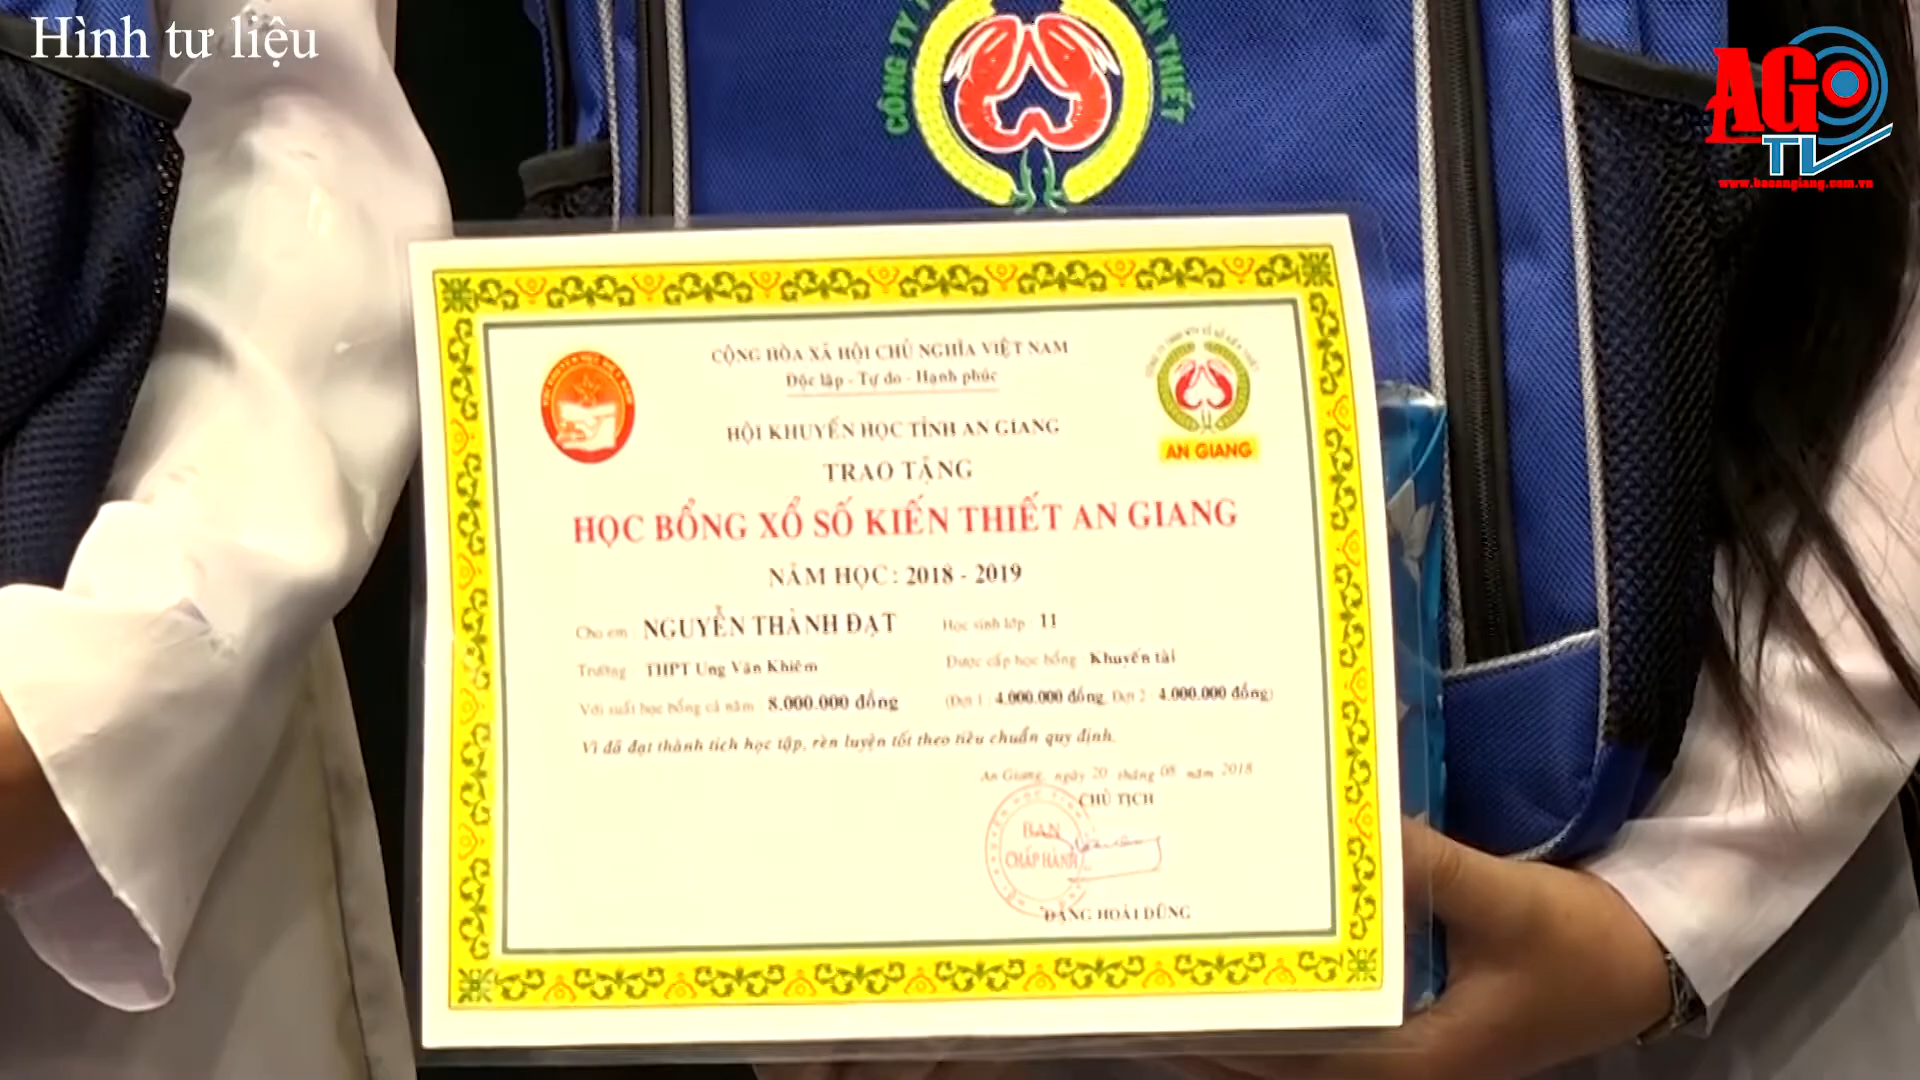 Hình tư liệu
AGO
TV
www.baoangiang.com.vn
CÔNG TY
KIẾN THIẾT
CỘNG HÒA XÃ HỘI CHỦ NGHĨA VIỆT NAM
Độc lập - Tự do - Hạnh phúc
HỘI KHUYẾN HỌC TỈNH AN GIANG
AN GIANG
TRAO TẶNG
HỌC BỔNG XỔ SỐ KIẾN THIẾT AN GIANG
NĂM HỌC : 2018 - 2019
Cho em : NGUYỄN THÀNH ĐẠT Học sinh lớp : 11
Trường : THPT Ung Văn Khiêm Được cấp học bổng : Khuyến tài
Với suất học bổng cả năm : 8.000.000 đồng (Đợt 1 : 4.000.000 đồng, Đợt 2 : 4.000.000 đồng)
Vì đã đạt thành tích học tập, rèn luyện tốt theo tiêu chuẩn quy định.
An Giang, ngày 20 tháng 08 năm 2018
CHỦ TỊCH
BAN
CHẤP HÀNH
ĐẶNG HOÀI DŨNG